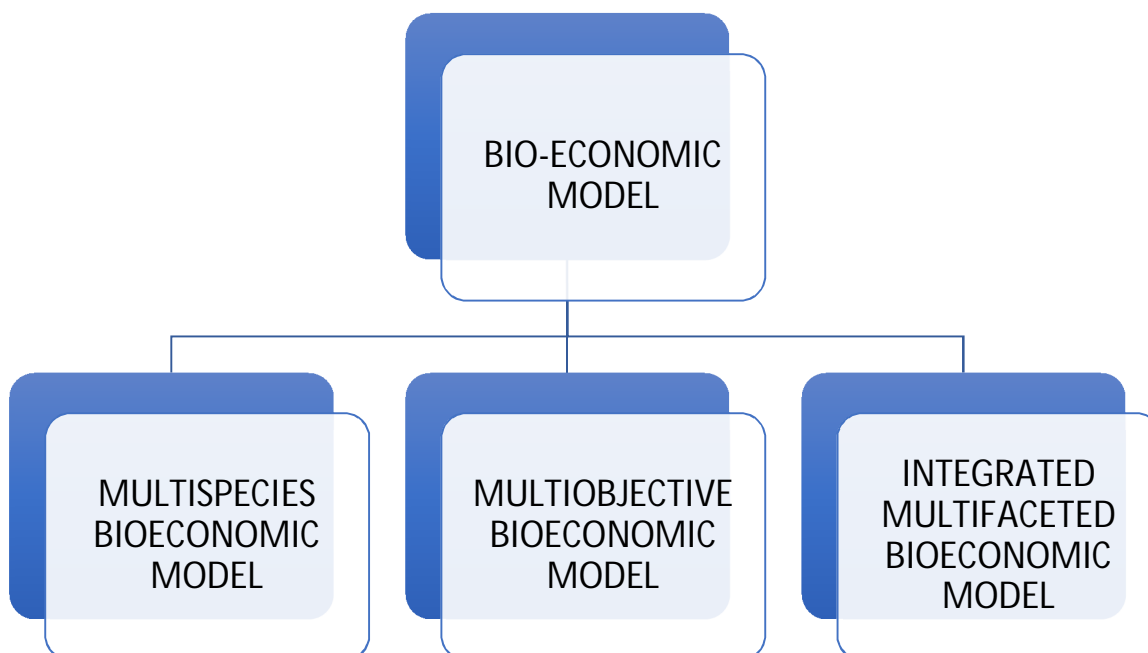 BIO-ECONOMIC
MODEL
MULTISPECIES
BIOECONOMIC
MODEL
MULTIOBJECTIVE
BIOECONOMIC
MODEL
INTEGRATED
MULTIFACETED
BIOECONOMIC
MODEL